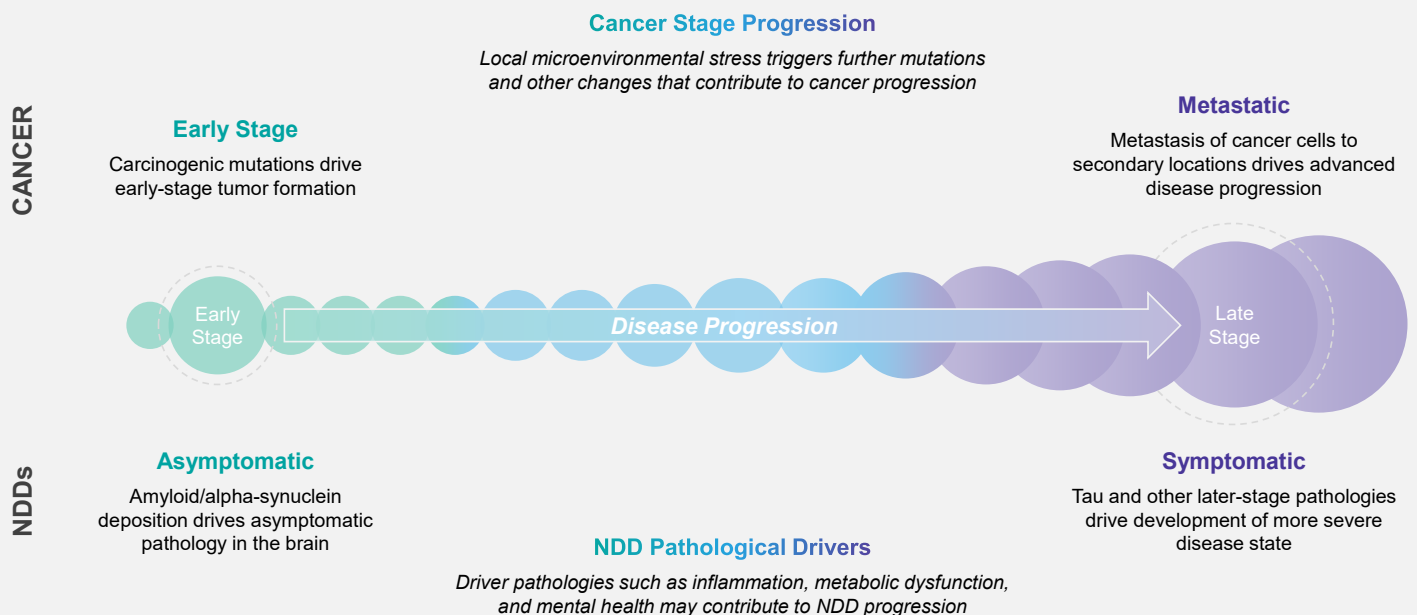 Cancer Stage Progression
Local microenvironmental stress triggers further mutations
and other changes that contribute to cancer progression
CANCER
Early Stage
Carcinogenic mutations drive
early-stage tumor formation
Metastatic
Metastasis of cancer cells to
secondary locations drives advanced
disease progression
Early
Stage
Disease Progression
Late
Stage
NDDs
Asymptomatic
Amyloid/alpha-synuclein
deposition drives asymptomatic
pathology in the brain
Symptomatic
Tau and other later-stage pathologies
drive development of more severe
disease state
NDD Pathological Drivers
Driver pathologies such as inflammation, metabolic dysfunction,
and mental health may contribute to NDD progression